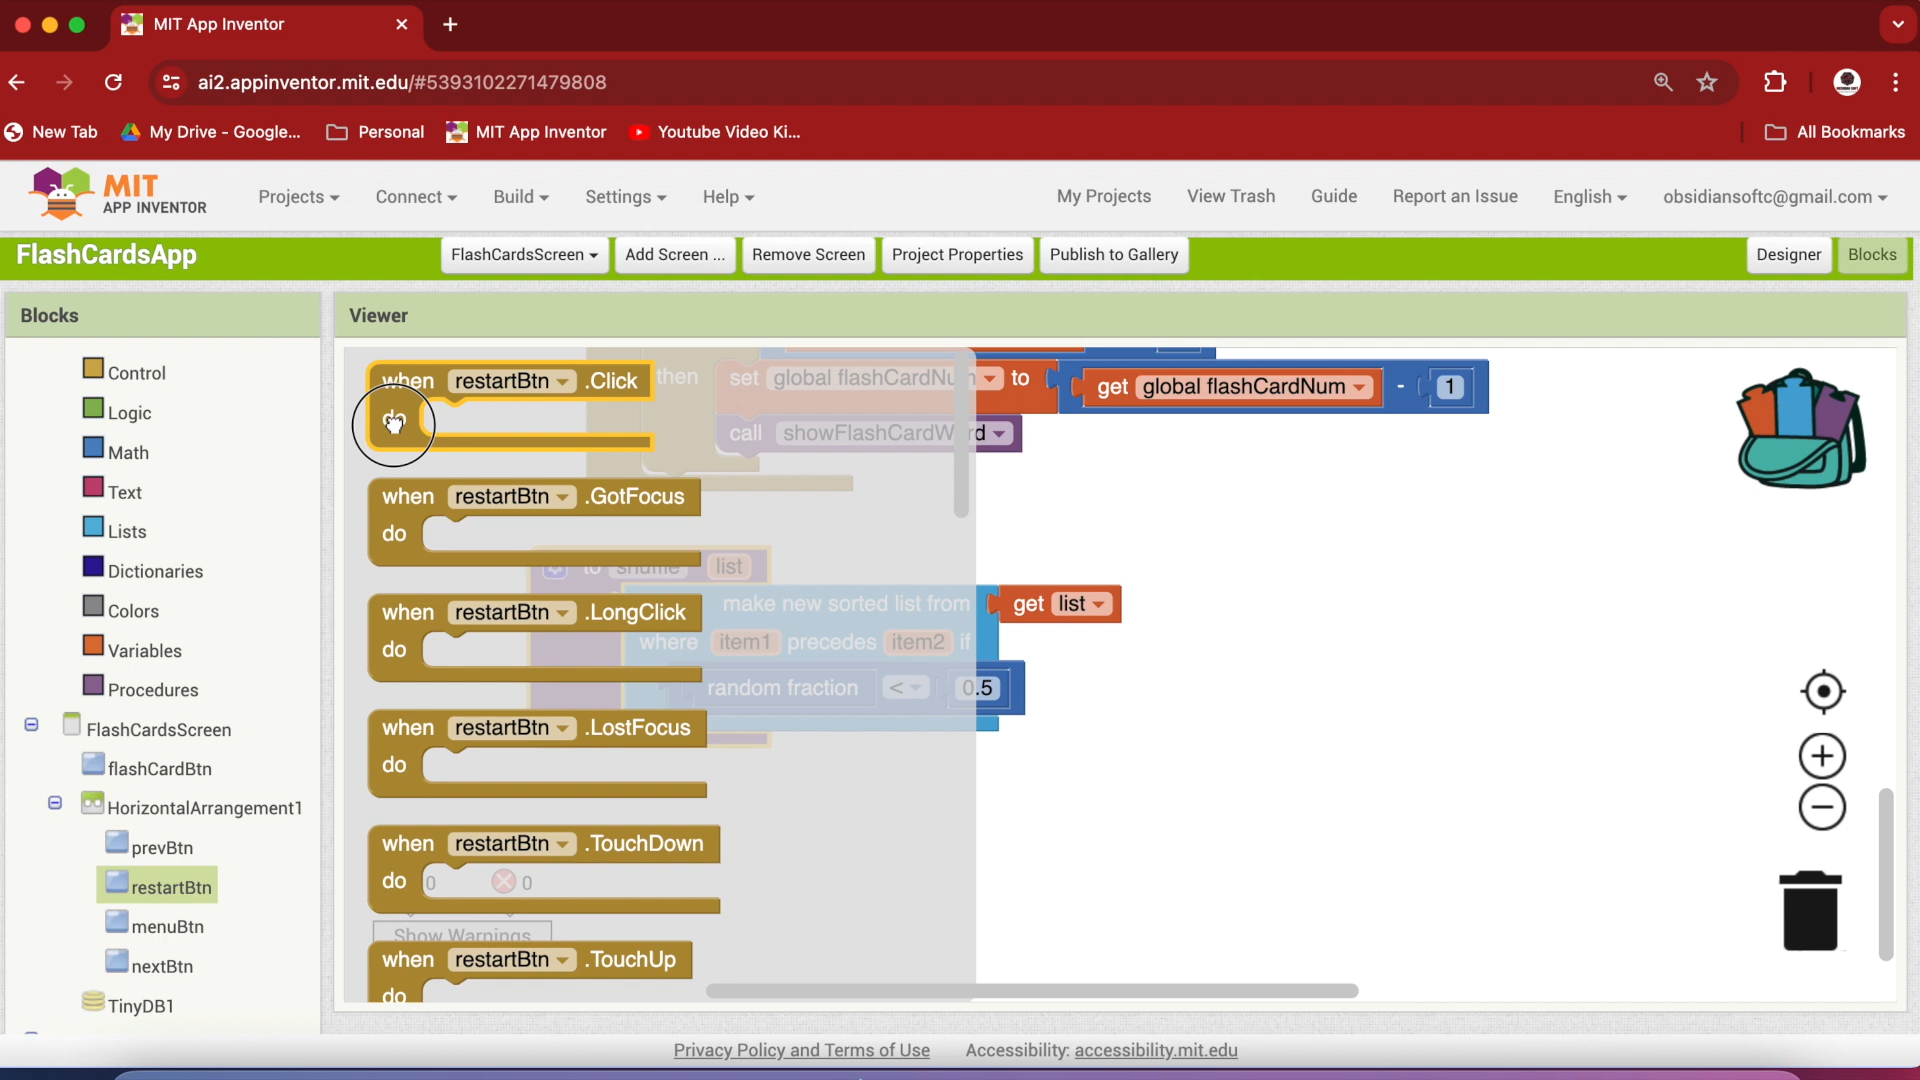 MIT App Inventor
ai2.appinventor.mit.edu/#5393102271479808
New Tab My Drive - Google... Personal MIT App Inventor Youtube Video Ki... All Bookmarks
MIT
APP INVENTOR
Projects Connect Build Settings Help My Projects View Trash Guide Report an Issue English obsidiansoftc@gmail.com
FlashCardsApp
FlashCardsScreen Add Screen ... Remove Screen Project Properties Publish to Gallery Designer Blocks
Blocks
Viewer
Control
Logic
Math
Text
Lists
Dictionaries
Colors
Variables
Procedures
FlashCardsScreen
flashCardBtn
HorizontalArrangement1
prevBtn
restartBtn
menuBtn
nextBtn
TinyDB1
when restartBtn .Click
do
when restartBtn .GotFocus
do
when restartBtn .LongClick
do
when restartBtn .LostFocus
do
when restartBtn .TouchDown
do
when restartBtn .TouchUp
do
then set global flashCardNum to get global flashCardNum - 1
call showFlashCardWord
to shuffle list
make new sorted list from get list
where item1 precedes item2 if
random fraction < 0.5
0 0
Show Warnings
Privacy Policy and Terms of Use Accessibility: accessibility.mit.edu